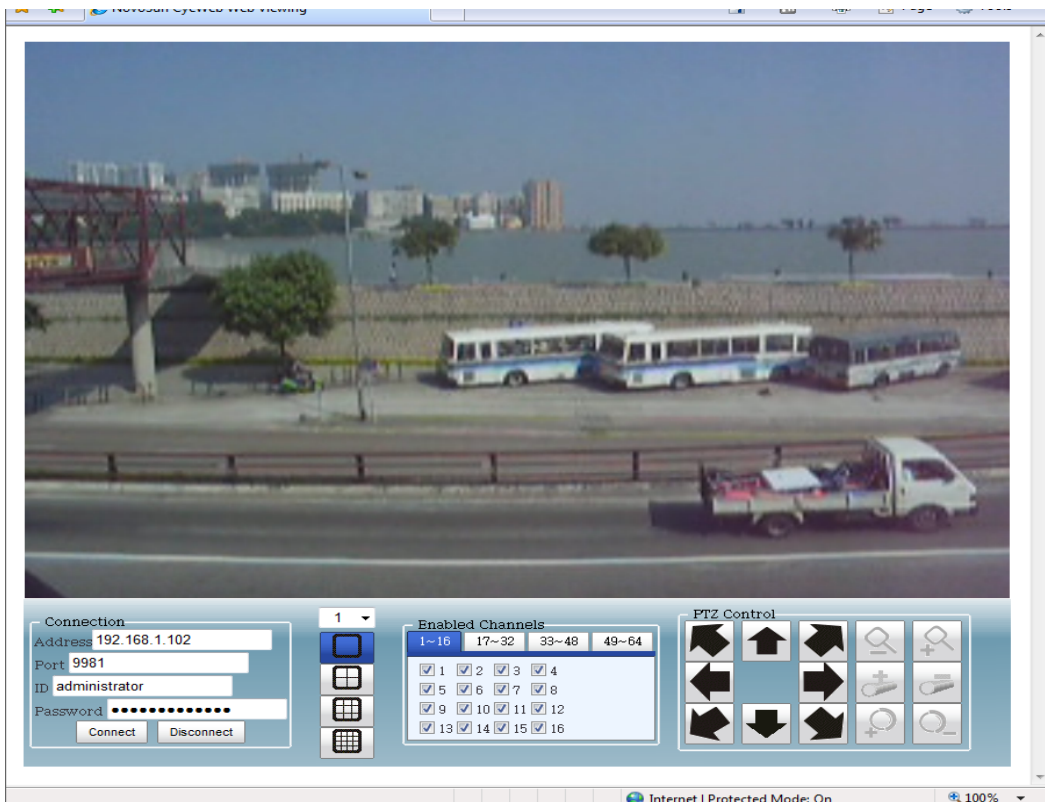 Novosun EyeWeb Web Viewing
Page
Tools
Connection
Address 192.168.1.102
Port 9981
ID administrator
Password •••••••••••••
Connect Disconnect
1
Enabled Channels
1~16 17~32 33~48 49~64
1 2 3 4
5 6 7 8
9 10 11 12
13 14 15 16
PTZ Control
Internet | Protected Mode: On
100%